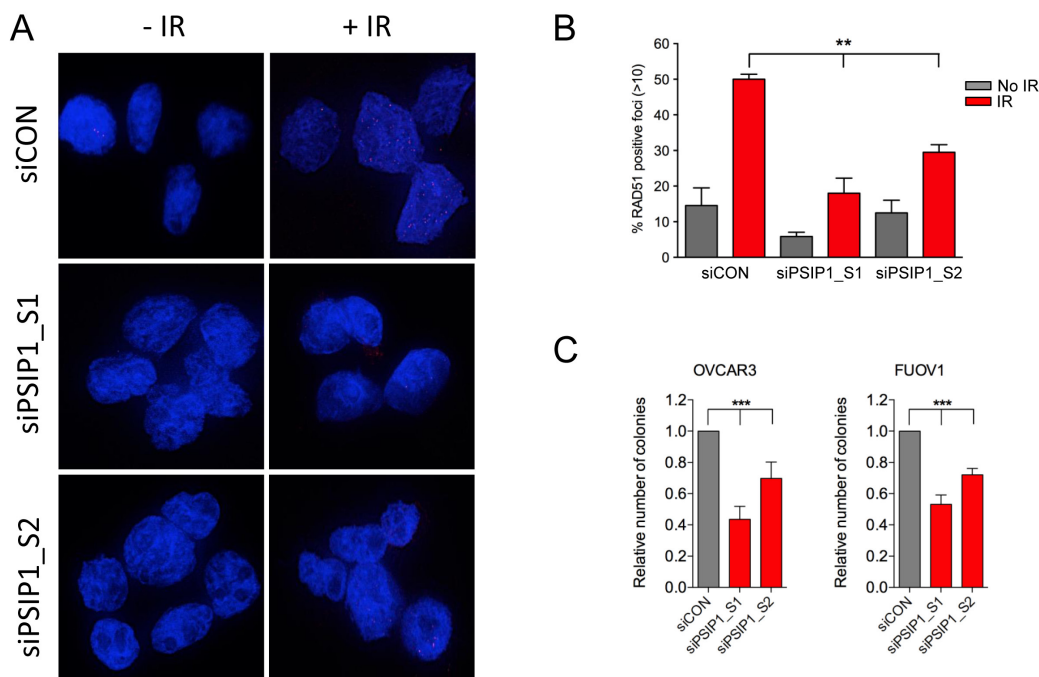 A
- IR
+ IR
siCON
siPSIP1_S1
siPSIP1_S2
B
% RAD51 positive foci (>10)
60
50
40
30
20
10
0
**
No IR
IR
siCON
siPSIP1_S1
siPSIP1_S2
C
OVCAR3
Relative number of colonies
1.2
1.0
0.8
0.6
0.4
0.2
0.0
***
siCON
siPSIP1_S1
siPSIP1_S2
FUOV1
Relative number of colonies
1.2
1.0
0.8
0.6
0.4
0.2
0.0
***
siCON
siPSIP1_S1
siPSIP1_S2